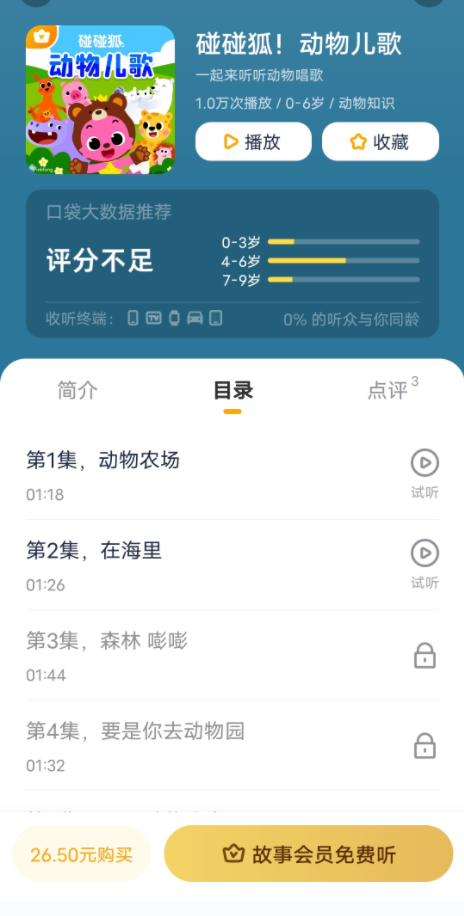 碰碰狐
动物儿歌
碰碰狐！动物儿歌
一起来听听动物唱歌
1.0万次播放 / 0-6岁 / 动物知识
播放
收藏
口袋大数据推荐
评分不足
0-3岁
4-6岁
7-9岁
收听终端：
TV
0% 的听众与你同龄
简介
目录
点评 3
第1集，动物农场
01:18
试听
第2集，在海里
01:26
试听
第3集，森林 嘭嘭
01:44
第4集，要是你去动物园
01:32
26.50元购买
故事会员免费听